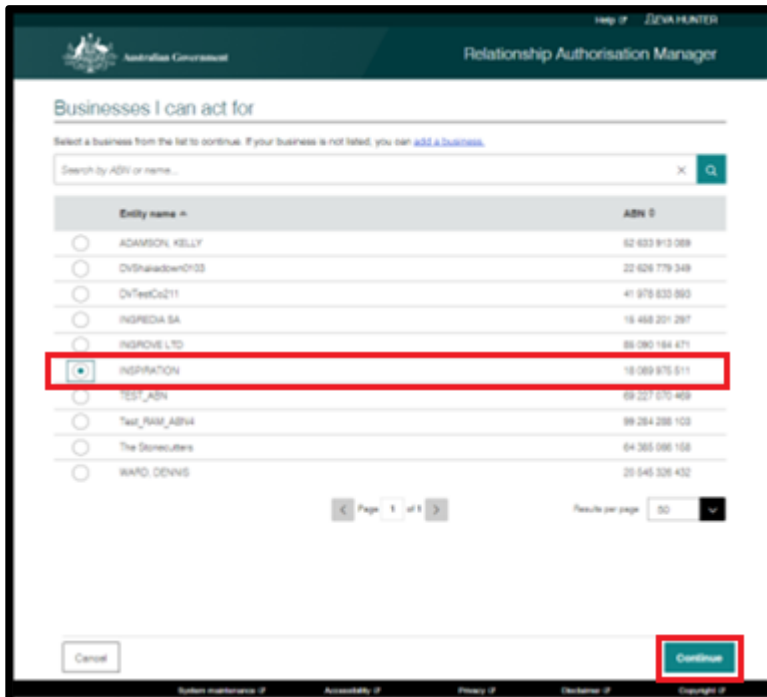 Help EVA HUNTER
Australian Government Relationship Authorisation Manager
Businesses I can act for
Select a business from the list to continue. If your business is not listed, you can add a business.
Search by ABN or name...
Entity name ABN
ADAMSON, KELLY 62 633 913 089
DVShakedown0103 22 626 779 349
DVTestCo211 41 978 633 893
INGREDIA SA 16 468 201 297
INGROVE LTD 85 090 184 471
INSPIRATION 18 089 975 511
TEST_ABN 69 227 070 469
Test_RAM_ABN4 99 284 288 103
The Stonecutters 64 385 086 158
WARD, DENNIS 20 545 326 432
Page 1 of 1 Results per page 50
Cancel Continue
System maintenance Accessibility Privacy Disclaimer Copyright